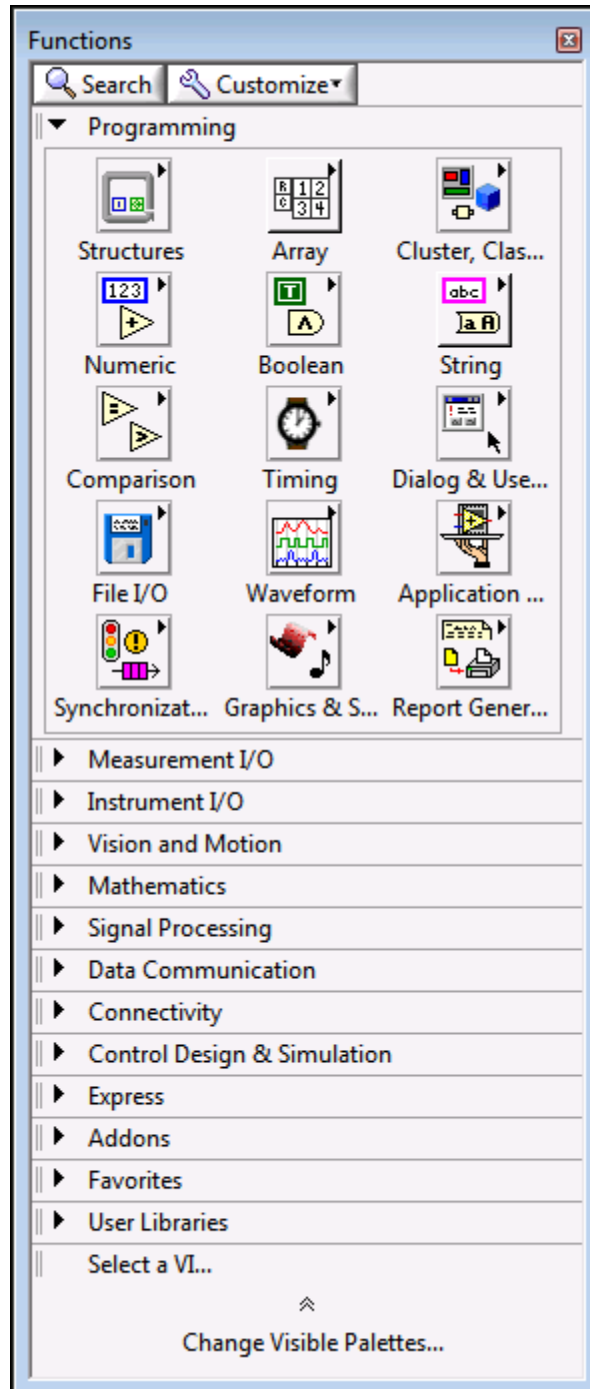 Functions
Search Customize
Programming
Structures Array Cluster, Clas...
123 T abc
a A
Numeric Boolean String
Comparison Timing Dialog & Use...
File I/O Waveform Application ...
Synchronizat... Graphics & S... Report Gener...
Measurement I/O
Instrument I/O
Vision and Motion
Mathematics
Signal Processing
Data Communication
Connectivity
Control Design & Simulation
Express
Addons
Favorites
User Libraries
Select a VI...
Change Visible Palettes...